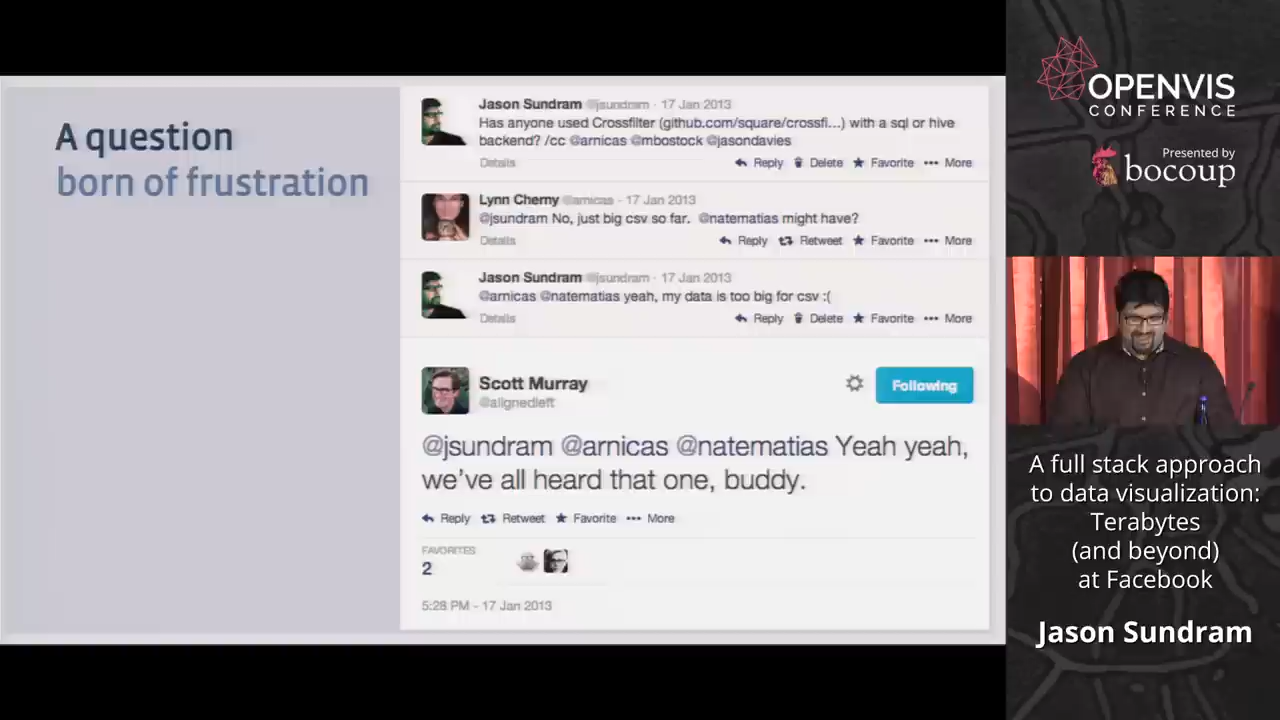 A question
born of frustration
Jason Sundram @jsundram · 17 Jan 2013
Has anyone used Crossfilter (github.com/square/crossfi...) with a sql or hive
backend? /cc @arnicas @mbostock @jasondavies
Details
Reply Delete Favorite More
Lynn Cherny @arnicas · 17 Jan 2013
@jsundram No, just big csv so far. @natematias might have?
Details
Reply Retweet Favorite More
Jason Sundram @jsundram · 17 Jan 2013
@arnicas @natematias yeah, my data is too big for csv :(
Details
Reply Delete Favorite More
Scott Murray
@alignedleft
Following
@jsundram @arnicas @natematias Yeah yeah,
we've all heard that one, buddy.
Reply Retweet Favorite More
FAVORITES
2
5:28 PM - 17 Jan 2013
OPENVIS
CONFERENCE
Presented by
bocoup
A full stack approach
to data visualization:
Terabytes
(and beyond)
at Facebook
Jason Sundram